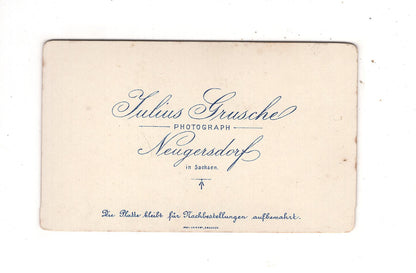 Julius Grusche
PHOTOGRAPH
Neugersdorf
in Sachsen.
Die Platte bleibt für Nachbestellungen aufbewahrt.